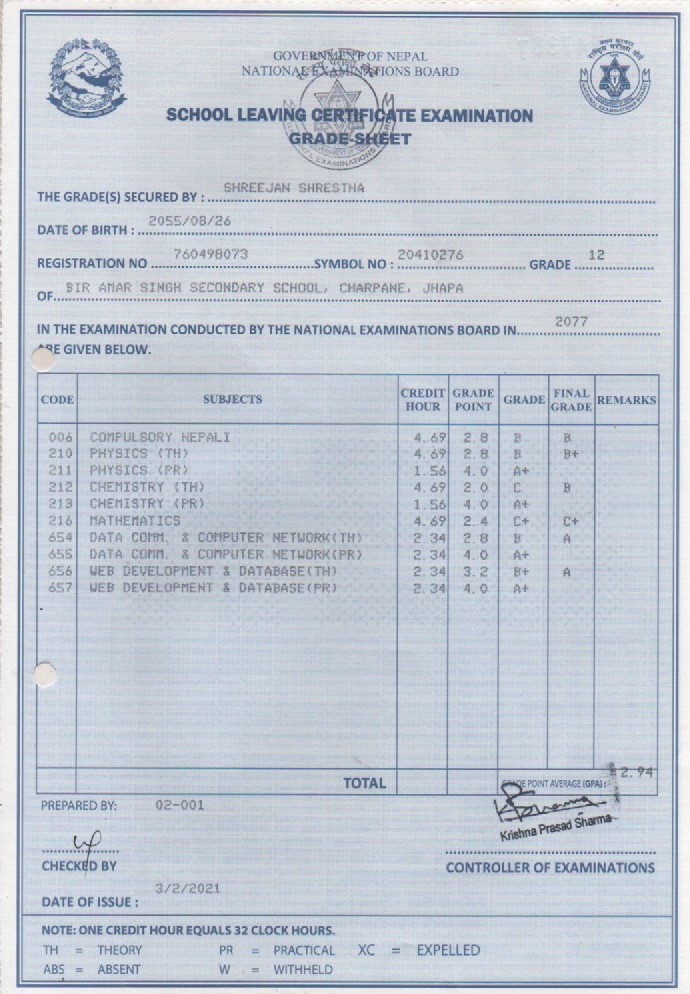 GOVERNMENT OF NEPAL
NATIONAL EXAMINATIONS BOARD
SCHOOL LEAVING CERTIFICATE EXAMINATION
GRADE-SHEET
THE GRADE(S) SECURED BY : SHREEJAN SHRESTHA
DATE OF BIRTH : 2055/08/26
REGISTRATION NO 760498073 SYMBOL NO : 20410276 GRADE 12
OF BIR AMAR SINGH SECONDARY SCHOOL, CHARPANE, JHAPA
IN THE EXAMINATION CONDUCTED BY THE NATIONAL EXAMINATIONS BOARD IN 2077
ARE GIVEN BELOW.
CODE SUBJECTS CREDIT HOUR GRADE POINT GRADE FINAL GRADE REMARKS
006 COMPULSORY NEPALI 4.69 2.8 B B
210 PHYSICS (TH) 4.69 2.8 B B+
211 PHYSICS (PR) 1.56 4.0 A+
212 CHEMISTRY (TH) 4.69 2.0 C B
213 CHEMISTRY (PR) 1.56 4.0 A+
216 MATHEMATICS 4.69 2.4 C+ C+
654 DATA COMM. & COMPUTER NETWORK(TH) 2.34 2.8 B A
655 DATA COMM. & COMPUTER NETWORK(PR) 2.34 4.0 A+
656 WEB DEVELOPMENT & DATABASE(TH) 2.34 3.2 B+ A
657 WEB DEVELOPMENT & DATABASE(PR) 2.34 4.0 A+
TOTAL GRADE POINT AVERAGE (GPA) : 2.94
PREPARED BY: 02-001
Krishna Prasad Sharma
CHECKED BY CONTROLLER OF EXAMINATIONS
DATE OF ISSUE : 3/2/2021
NOTE: ONE CREDIT HOUR EQUALS 32 CLOCK HOURS.
TH = THEORY PR = PRACTICAL XC = EXPELLED
ABS = ABSENT W = WITHHELD